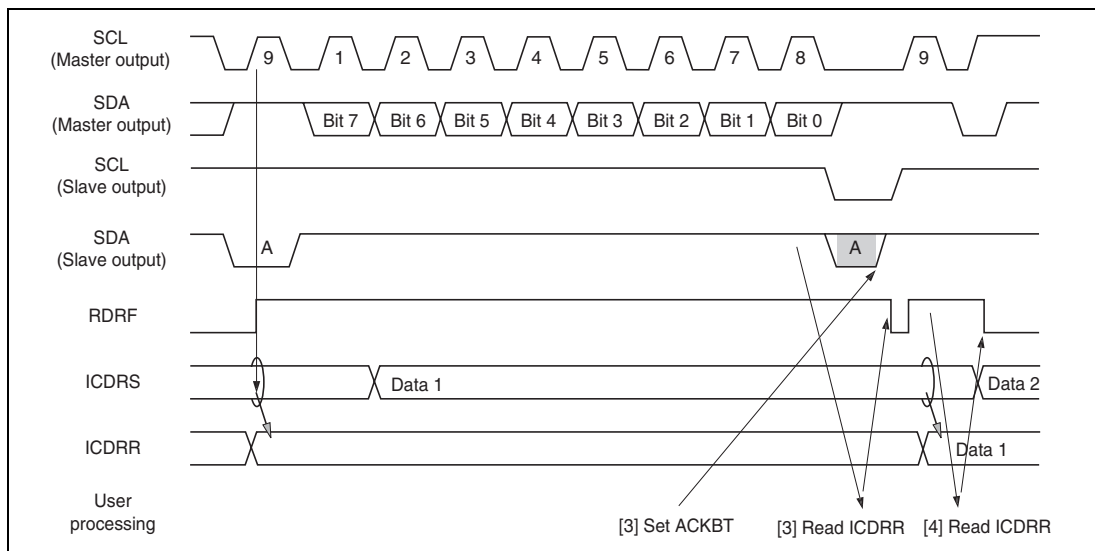 SCL
(Master output)
9 1 2 3 4 5 6 7 8 9
SDA
(Master output)
Bit 7 Bit 6 Bit 5 Bit 4 Bit 3 Bit 2 Bit 1 Bit 0
SCL
(Slave output)
SDA
(Slave output)
A A
RDRF
ICDRS
Data 1 Data 2
ICDRR
Data 1
User
processing
[3] Set ACKBT [3] Read ICDRR [4] Read ICDRR